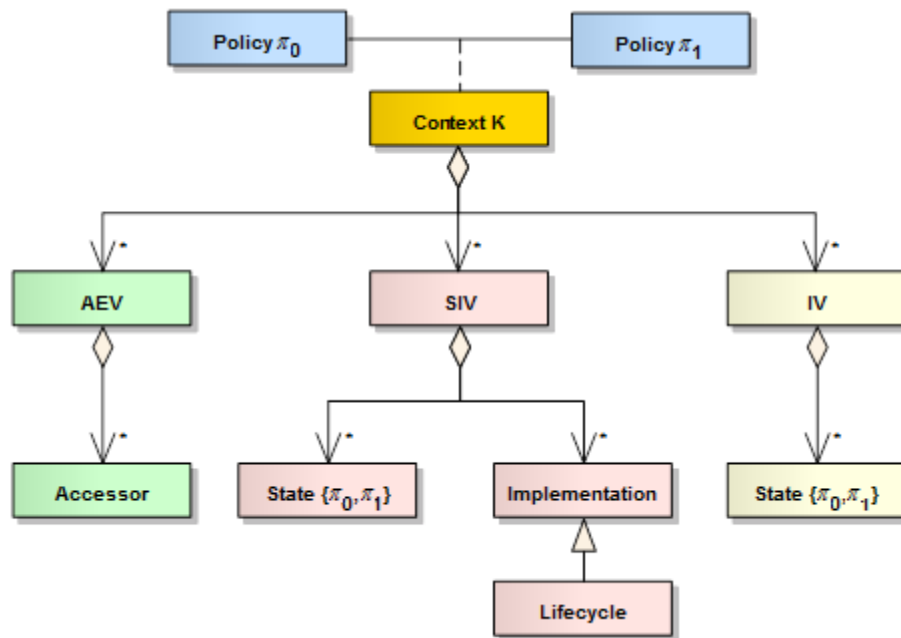 Policy π0
Policy π1
Context K
* * *
AEV SIV IV
* * * *
Accessor State {π0,π1} Implementation State {π0,π1}
Lifecycle